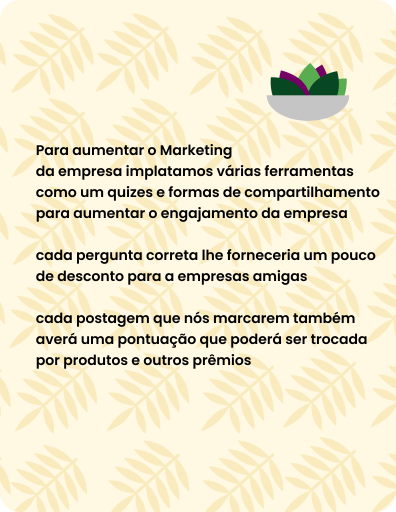 Para aumentar o Marketing
da empresa implatamos várias ferramentas
como um quizes e formas de compartilhamento
para aumentar o engajamento da empresa
cada pergunta correta lhe forneceria um pouco
de desconto para a empresas amigas
cada postagem que nós marcarem também
averá uma pontuação que poderá ser trocada
por produtos e outros prêmios